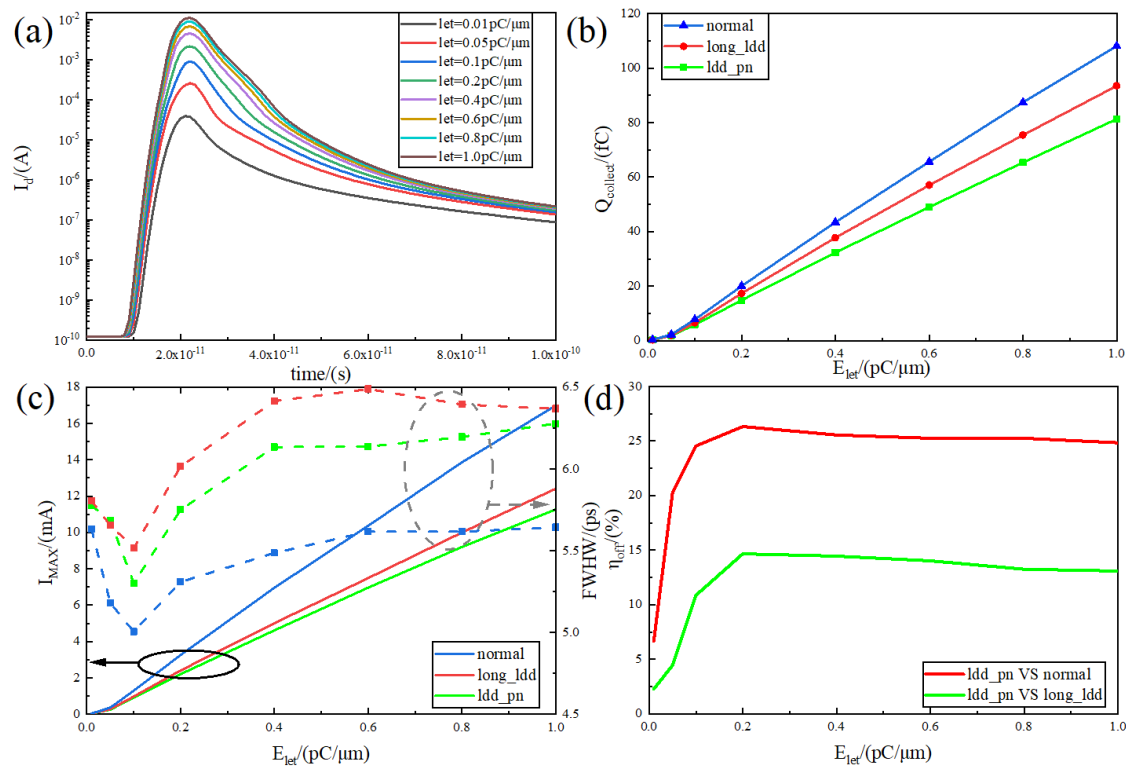 (a)
let=0.01pC/μm
let=0.05pC/μm
let=0.1pC/μm
let=0.2pC/μm
let=0.4pC/μm
let=0.6pC/μm
let=0.8pC/μm
let=1.0pC/μm
10⁻²
10⁻³
10⁻⁴
10⁻⁵
10⁻⁶
10⁻⁷
10⁻⁸
10⁻⁹
10⁻¹⁰
I_d/(A)
0.0 2.0x10⁻¹¹ 4.0x10⁻¹¹ 6.0x10⁻¹¹ 8.0x10⁻¹¹ 1.0x10⁻¹⁰
time/(s)
(b)
normal
long_ldd
ldd_pn
120
100
80
60
40
20
0
Q_collect/(fC)
0.0 0.2 0.4 0.6 0.8 1.0
E_let/(pC/μm)
(c)
18
16
14
12
10
8
6
4
2
0
I_MAX/(mA)
6.5
6.0
5.5
5.0
4.5
FWHW/(ps)
normal
long_ldd
ldd_pn
0.0 0.2 0.4 0.6 0.8 1.0
E_let/(pC/μm)
(d)
30
25
20
15
10
5
0
η_off/(%)
ldd_pn VS normal
ldd_pn VS long_ldd
0.0 0.2 0.4 0.6 0.8 1.0
E_let/(pC/μm)